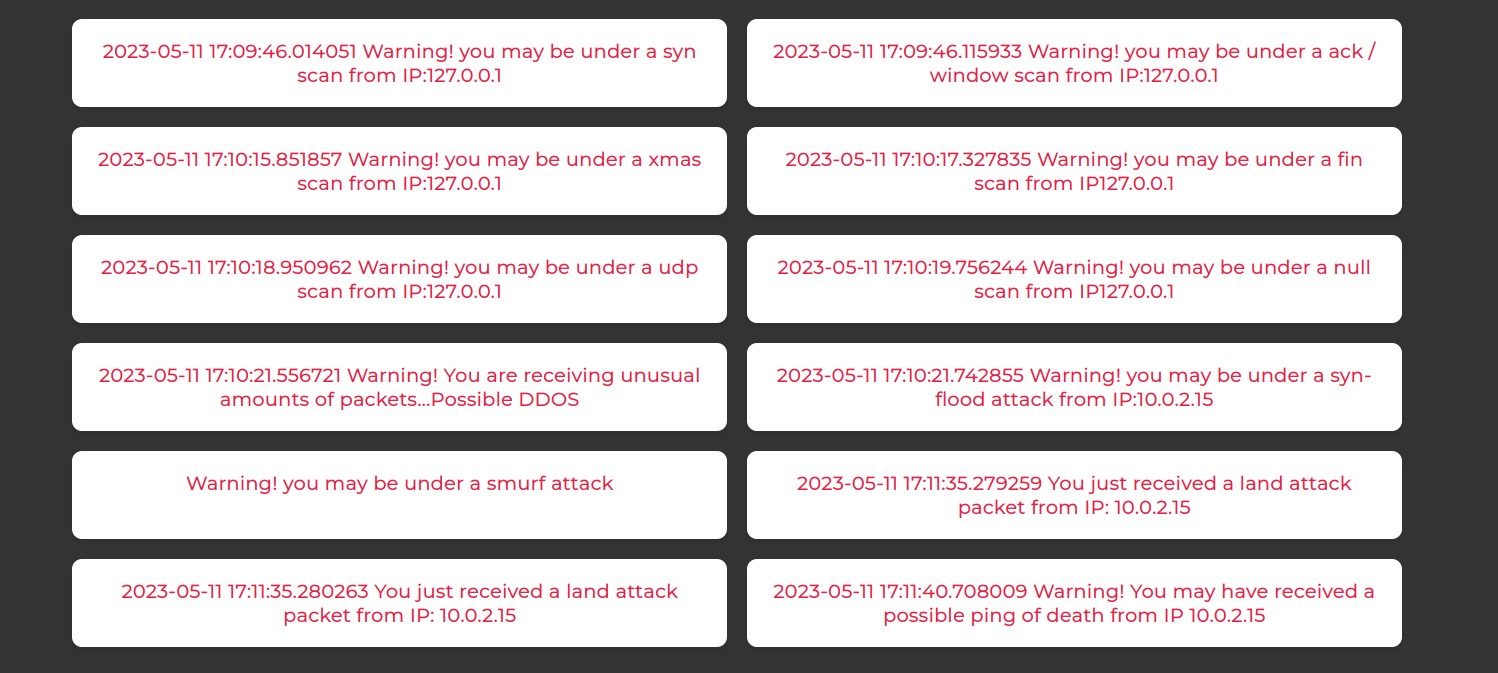 2023-05-11 17:09:46.014051 Warning! you may be under a syn
scan from IP:127.0.0.1
2023-05-11 17:09:46.115933 Warning! you may be under a ack /
window scan from IP:127.0.0.1
2023-05-11 17:10:15.851857 Warning! you may be under a xmas
scan from IP:127.0.0.1
2023-05-11 17:10:17.327835 Warning! you may be under a fin
scan from IP127.0.0.1
2023-05-11 17:10:18.950962 Warning! you may be under a udp
scan from IP:127.0.0.1
2023-05-11 17:10:19.756244 Warning! you may be under a null
scan from IP127.0.0.1
2023-05-11 17:10:21.556721 Warning! You are receiving unusual
amounts of packets...Possible DDOS
2023-05-11 17:10:21.742855 Warning! you may be under a syn-
flood attack from IP:10.0.2.15
Warning! you may be under a smurf attack
2023-05-11 17:11:35.279259 You just received a land attack
packet from IP: 10.0.2.15
2023-05-11 17:11:35.280263 You just received a land attack
packet from IP: 10.0.2.15
2023-05-11 17:11:40.708009 Warning! You may have received a
possible ping of death from IP 10.0.2.15